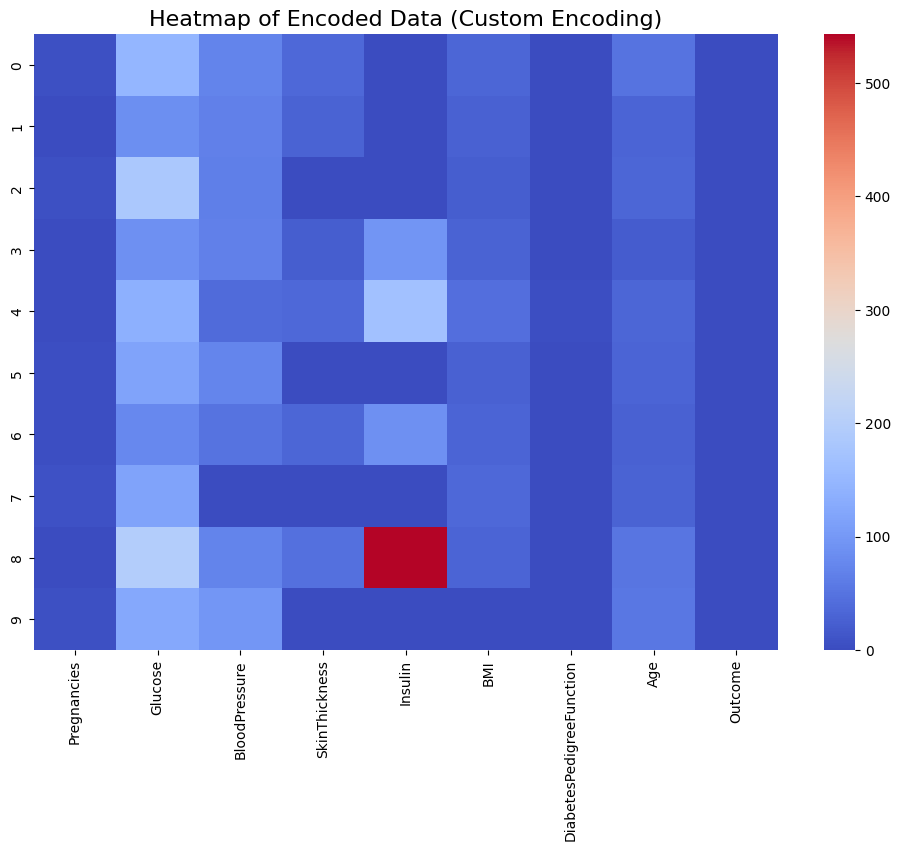 Heatmap of Encoded Data (Custom Encoding)
0
1
2
3
4
5
6
7
8
9
Pregnancies
Glucose
BloodPressure
SkinThickness
Insulin
BMI
DiabetesPedigreeFunction
Age
Outcome
500
400
300
200
100
0